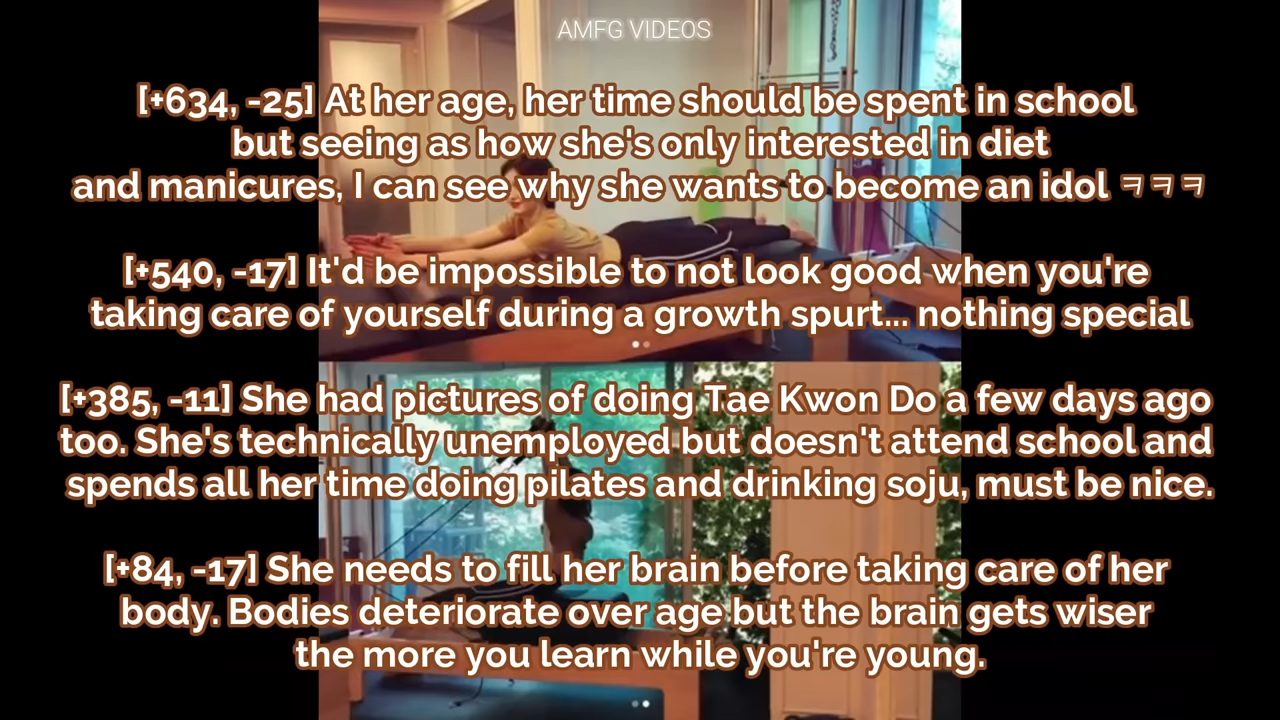 AMFG VIDEOS
[+634, -25] At her age, her time should be spent in school
but seeing as how she's only interested in diet
and manicures, I can see why she wants to become an idol ㅋㅋㅋ
[+540, -17] It'd be impossible to not look good when you're
taking care of yourself during a growth spurt... nothing special
[+385, -11] She had pictures of doing Tae Kwon Do a few days ago
too. She's technically unemployed but doesn't attend school and
spends all her time doing pilates and drinking soju, must be nice.
[+84, -17] She needs to fill her brain before taking care of her
body. Bodies deteriorate over age but the brain gets wiser
the more you learn while you're young.